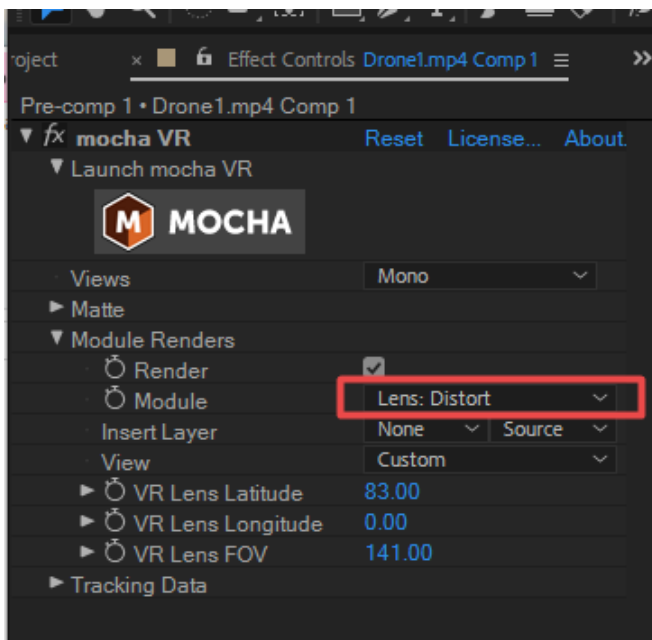 roject × Effect Controls Drone1.mp4 Comp 1
Pre-comp 1 • Drone1.mp4 Comp 1
fx mocha VR Reset License... About.
Launch mocha VR
M MOCHA
Views Mono
Matte
Module Renders
Render
Module Lens: Distort
Insert Layer None Source
View Custom
VR Lens Latitude 83.00
VR Lens Longitude 0.00
VR Lens FOV 141.00
Tracking Data